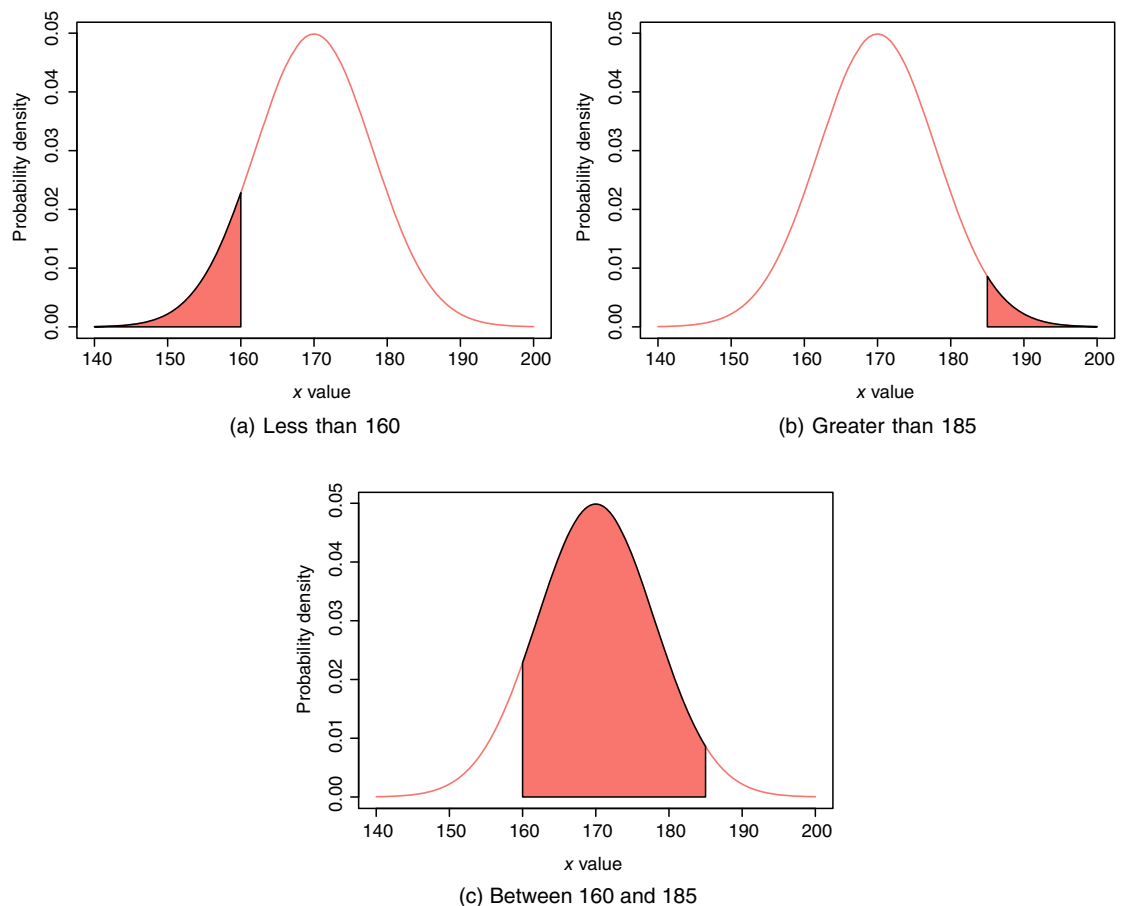 Probability density
0.05
0.04
0.03
0.02
0.01
0.00
140 150 160 170 180 190 200
x value
(a) Less than 160
Probability density
0.05
0.04
0.03
0.02
0.01
0.00
140 150 160 170 180 190 200
x value
(b) Greater than 185
Probability density
0.05
0.04
0.03
0.02
0.01
0.00
140 150 160 170 180 190 200
x value
(c) Between 160 and 185